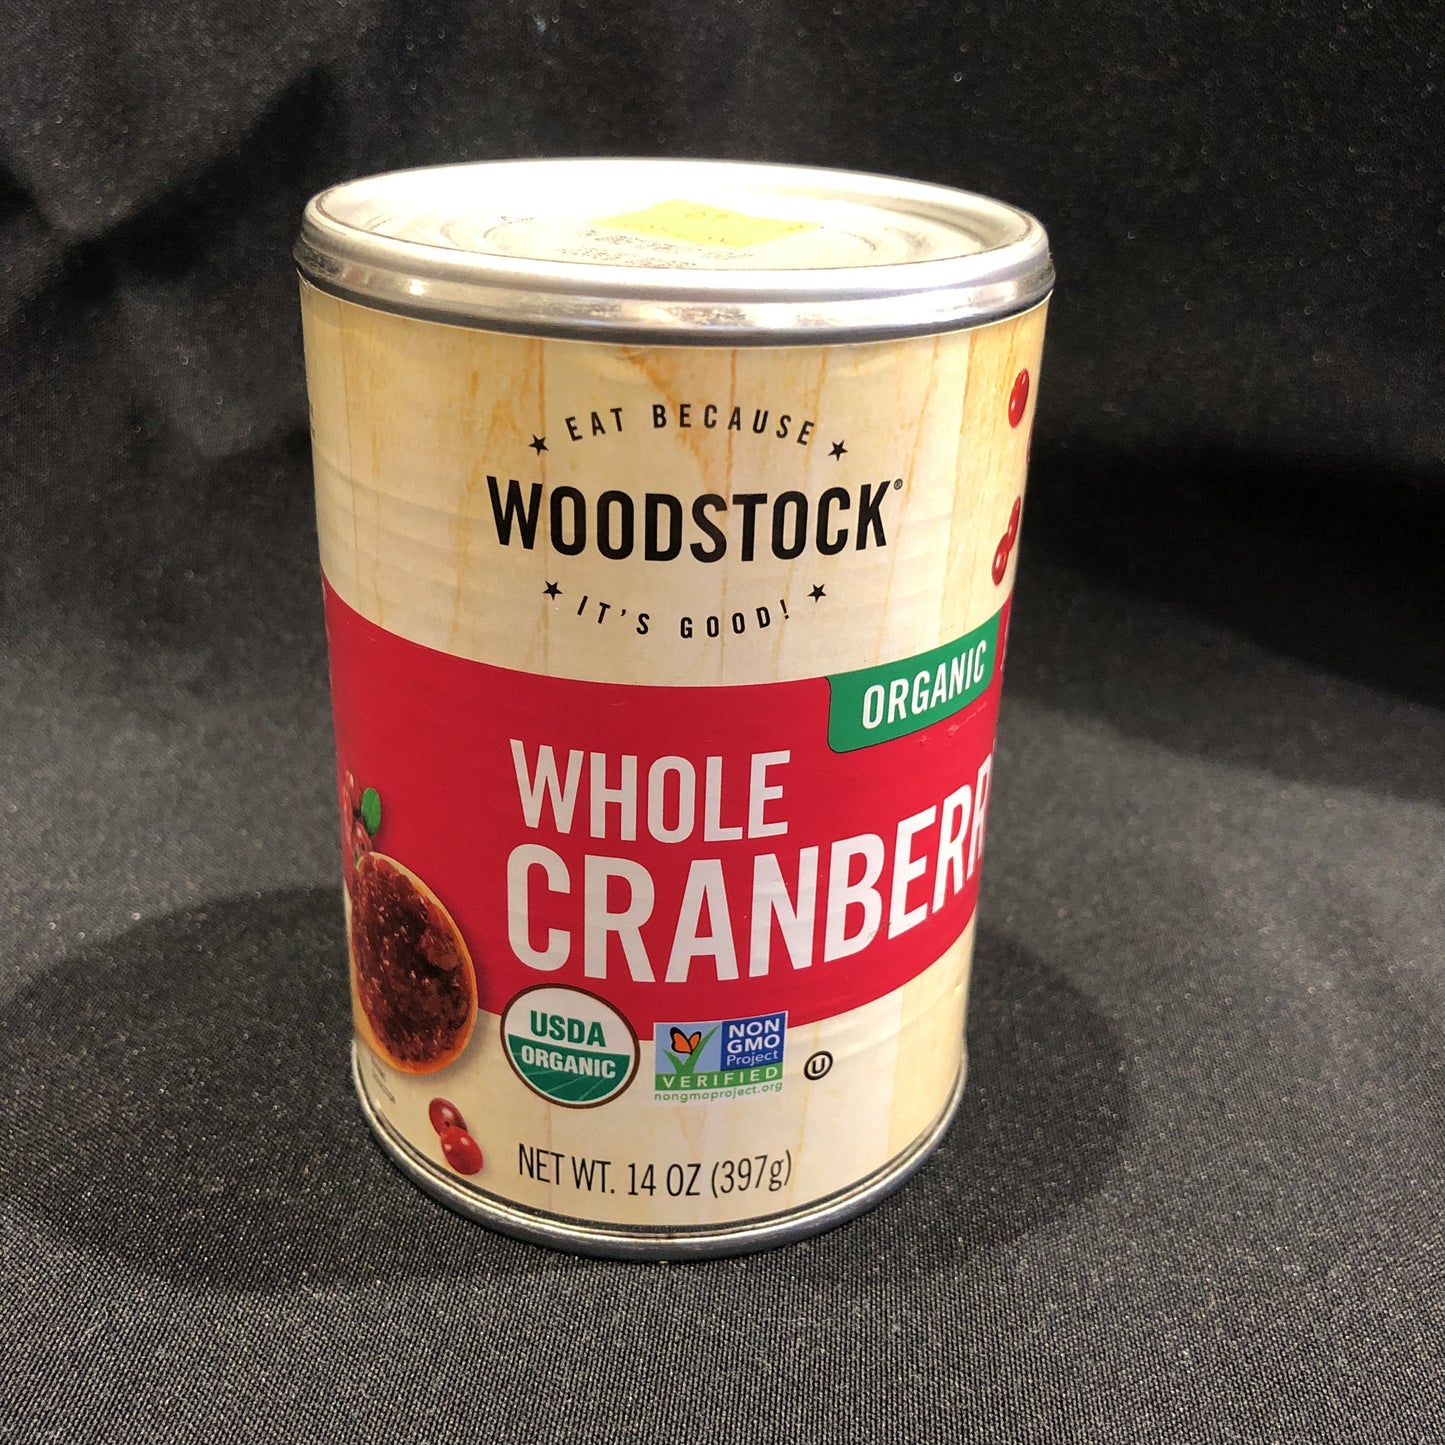 EAT BECAUSE
WOODSTOCK®
IT'S GOOD!
ORGANIC
WHOLE
CRANBERR
USDA
ORGANIC
NON
GMO
Project
VERIFIED
nongmoproject.org
U
NET WT. 14 OZ (397g)